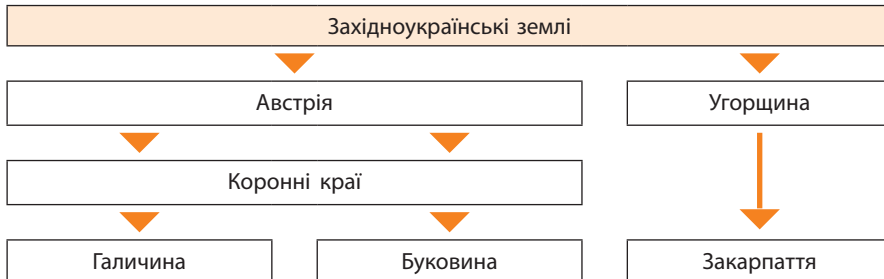 Західноукраїнські землі
Австрія
Угорщина
Коронні краї
Галичина
Буковина
Закарпаття